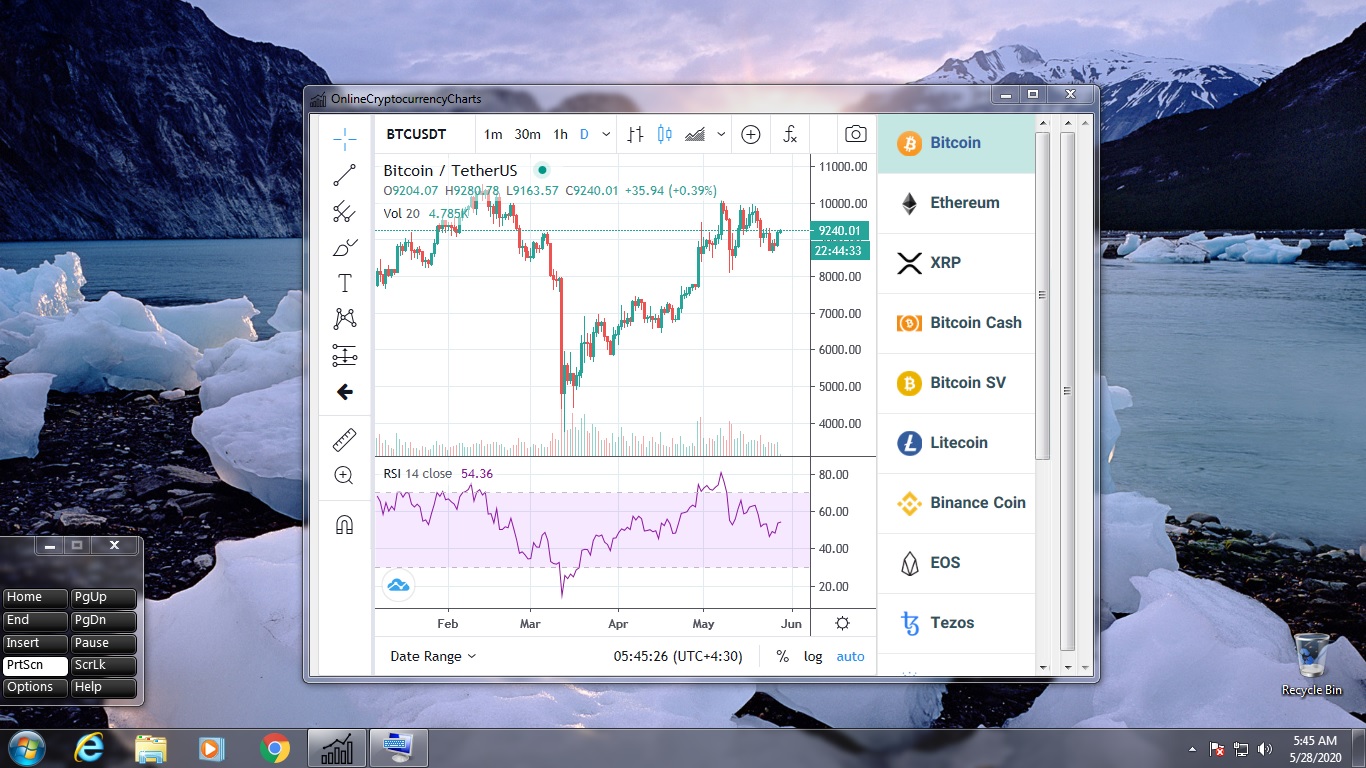 OnlineCryptocurrencyCharts
BTCUSDT 1m 30m 1h D
Bitcoin / TetherUS
O9204.07 H9280.78 L9163.57 C9240.01 +35.94 (+0.39%)
Vol 20 4.785K
11000.00
10000.00
9240.01
22:44:33
8000.00
7000.00
6000.00
5000.00
4000.00
RSI 14 close 54.36
80.00
60.00
40.00
20.00
Feb Mar Apr May Jun
Date Range 05:45:26 (UTC+4:30) % log auto
Bitcoin
Ethereum
XRP
Bitcoin Cash
Bitcoin SV
Litecoin
Binance Coin
EOS
Tezos
Home PgUp
End PgDn
Insert Pause
PrtScn ScrLk
Options Help
Recycle Bin
5:45 AM
5/28/2020